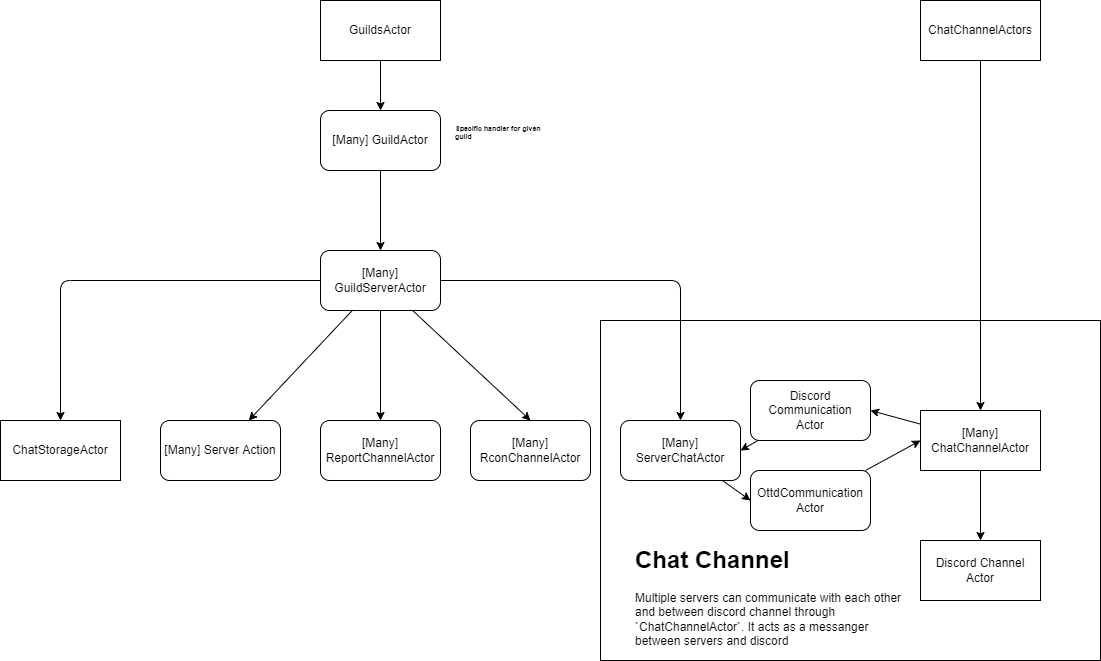 GuildsActor
ChatChannelActors
[Many] GuildActor
Specific handler for given
guild
[Many]
GuildServerActor
ChatStorageActor
[Many] Server Action
[Many]
ReportChannelActor
[Many]
RconChannelActor
[Many]
ServerChatActor
Discord
Communication
Actor
[Many]
ChatChannelActor
OttdCommunication
Actor
Discord Channel
Actor
Chat Channel
Multiple servers can communicate with each other
and between discord channel through
`ChatChannelActor`. It acts as a messanger
between servers and discord